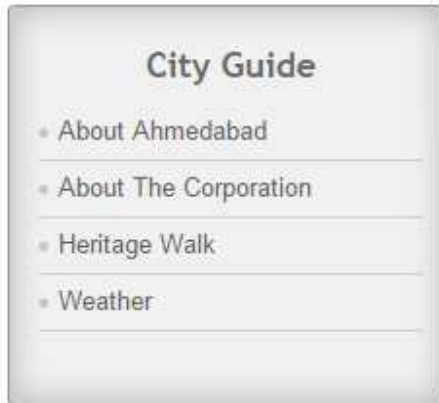 City Guide
About Ahmedabad
About The Corporation
Heritage Walk
Weather